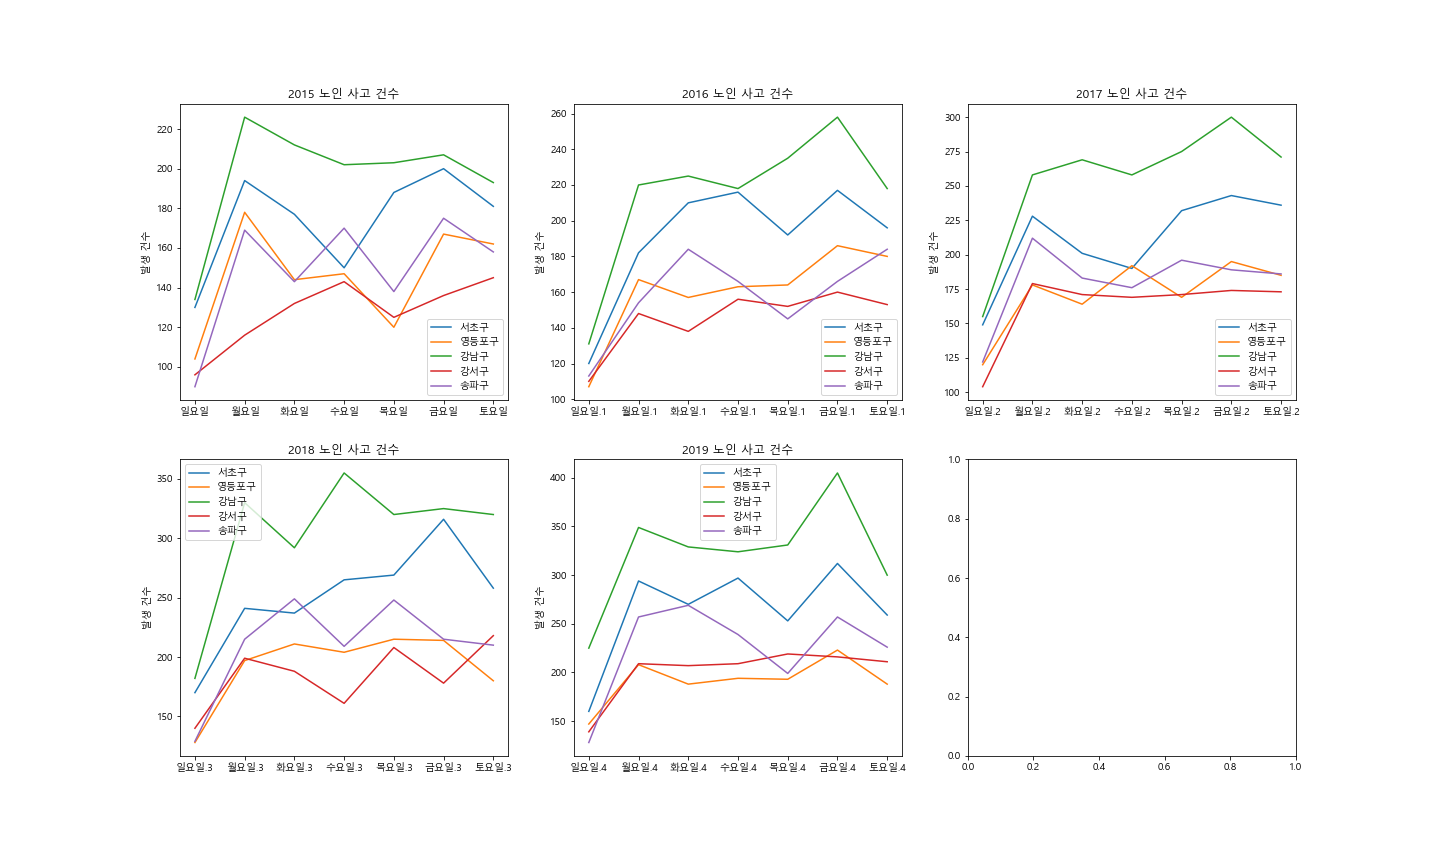 2015 노인 사고 건수
발생 건수
220
200
180
160
140
120
100
일요일 월요일 화요일 수요일 목요일 금요일 토요일
서초구
영등포구
강남구
강서구
송파구
2016 노인 사고 건수
발생 건수
260
240
220
200
180
160
140
120
100
일요일.1 월요일.1 화요일.1 수요일.1 목요일.1 금요일.1 토요일.1
서초구
영등포구
강남구
강서구
송파구
2017 노인 사고 건수
발생 건수
300
275
250
225
200
175
150
125
100
일요일.2 월요일.2 화요일.2 수요일.2 목요일.2 금요일.2 토요일.2
서초구
영등포구
강남구
강서구
송파구
2018 노인 사고 건수
발생 건수
350
300
250
200
150
일요일.3 월요일.3 화요일.3 수요일.3 목요일.3 금요일.3 토요일.3
서초구
영등포구
강남구
강서구
송파구
2019 노인 사고 건수
발생 건수
400
350
300
250
200
150
일요일.4 월요일.4 화요일.4 수요일.4 목요일.4 금요일.4 토요일.4
서초구
영등포구
강남구
강서구
송파구
1.0
0.8
0.6
0.4
0.2
0.0
0.0 0.2 0.4 0.6 0.8 1.0